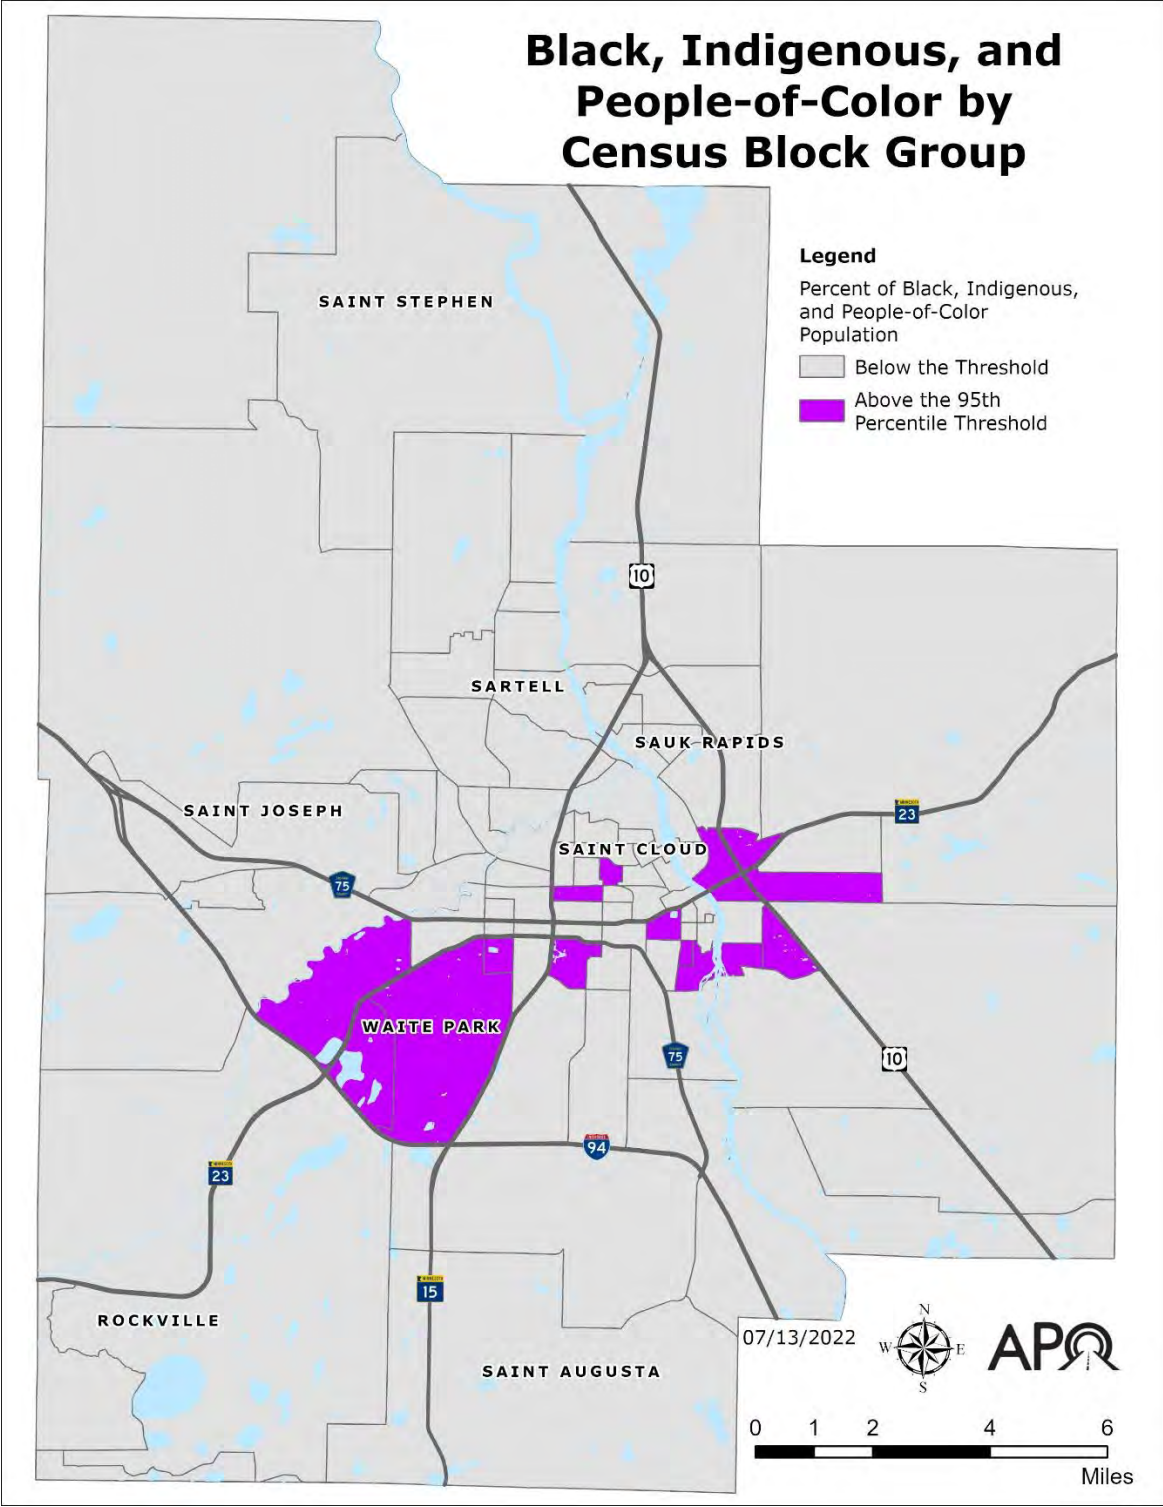 Black, Indigenous, and
People-of-Color by
Census Block Group
Legend
Percent of Black, Indigenous,
and People-of-Color
Population
Below the Threshold
Above the 95th
Percentile Threshold
SAINT STEPHEN
10
SARTELL
SAUK RAPIDS
SAINT JOSEPH
MINNESOTA
23
SAINT CLOUD
75
WAITE PARK
75
10
94
MINNESOTA
23
MINNESOTA
15
ROCKVILLE
SAINT AUGUSTA
07/13/2022
N
W E
S
APO
0 1 2 4 6
Miles